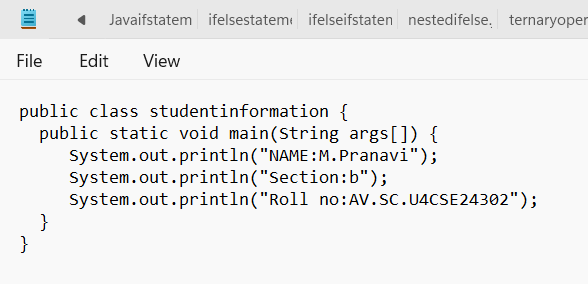 Javaifstatem ifelsestatem ifelseifstaten nestedifelse. ternaryoper
File Edit View
public class studentinformation {
public static void main(String args[]) {
System.out.println("NAME:M.Pranavi");
System.out.println("Section:b");
System.out.println("Roll no:AV.SC.U4CSE24302");
}
}